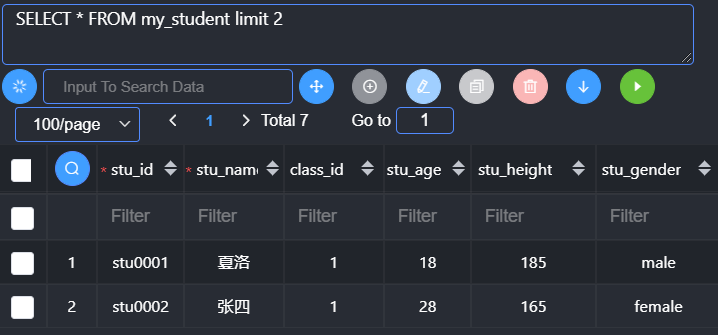 SELECT * FROM my_student limit 2
Input To Search Data
100/page 1 Total 7 Go to 1
* stu_id * stu_name class_id stu_age stu_height stu_gender
Filter Filter Filter Filter Filter Filter
1 stu0001 夏洛 1 18 185 male
2 stu0002 张四 1 28 165 female